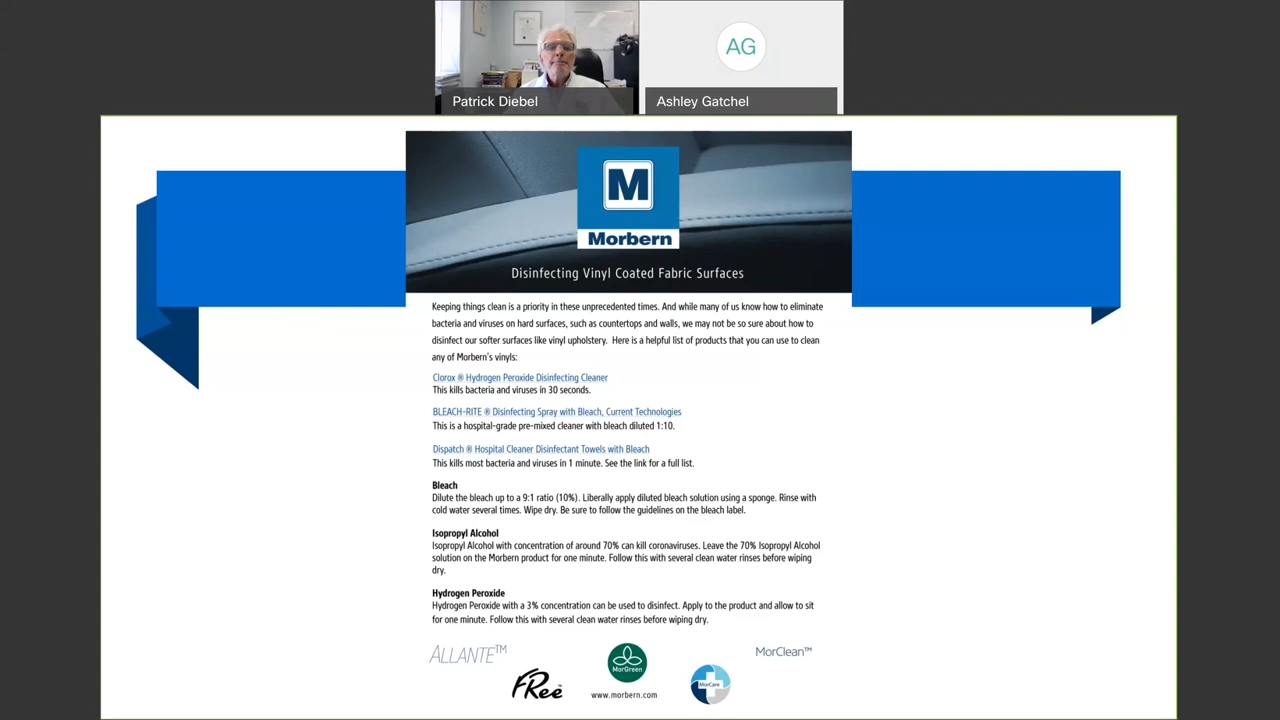 AG
Patrick Diebel
Ashley Gatchel
M
Morbern
Disinfecting Vinyl Coated Fabric Surfaces
Keeping things clean is a priority in these unprecedented times. And while many of us know how to eliminate
bacteria and viruses on hard surfaces, such as countertops and walls, we may not be so sure about how to
disinfect our softer surfaces like vinyl upholstery. Here is a helpful list of products that you can use to clean
any of Morbern's vinyls:
Clorox ® Hydrogen Peroxide Disinfecting Cleaner
This kills bacteria and viruses in 30 seconds.
BLEACH-RITE ® Disinfecting Spray with Bleach, Current Technologies
This is a hospital-grade pre-mixed cleaner with bleach diluted 1:10.
Dispatch ® Hospital Cleaner Disinfectant Towels with Bleach
This kills most bacteria and viruses in 1 minute. See the link for a full list.
Bleach
Dilute the bleach up to a 9:1 ratio (10%). Liberally apply diluted bleach solution using a sponge. Rinse with
cold water several times. Wipe dry. Be sure to follow the guidelines on the bleach label.
Isopropyl Alcohol
Isopropyl Alcohol with concentration of around 70% can kill coronaviruses. Leave the 70% Isopropyl Alcohol
solution on the Morbern product for one minute. Follow this with several clean water rinses before wiping
dry.
Hydrogen Peroxide
Hydrogen Peroxide with a 3% concentration can be used to disinfect. Apply to the product and allow to sit
for one minute. Follow this with several clean water rinses before wiping dry.
ALLANTE™
FRee
MorGreen
www.morbern.com
MorCare
MorClean™